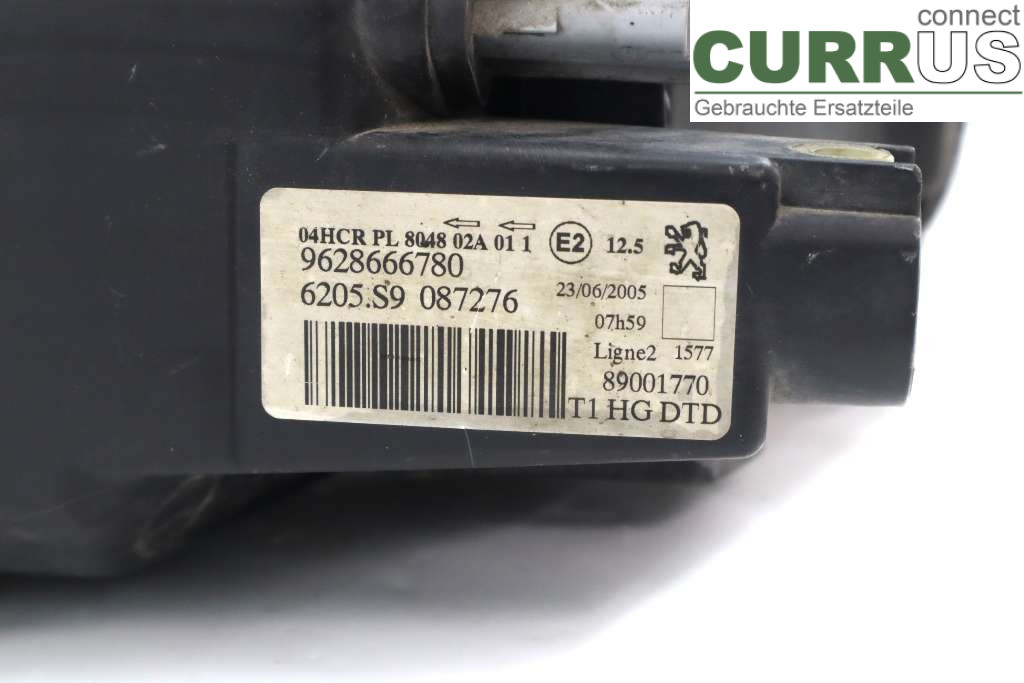 connect
CURRUS
Gebrauchte Ersatzteile
04HCR PL 8048 02A 01 1 E2 12.5
9628666780
6205.S9 087276
23/06/2005
07h59
Ligne2 1577
89001770
T1 HG DTD